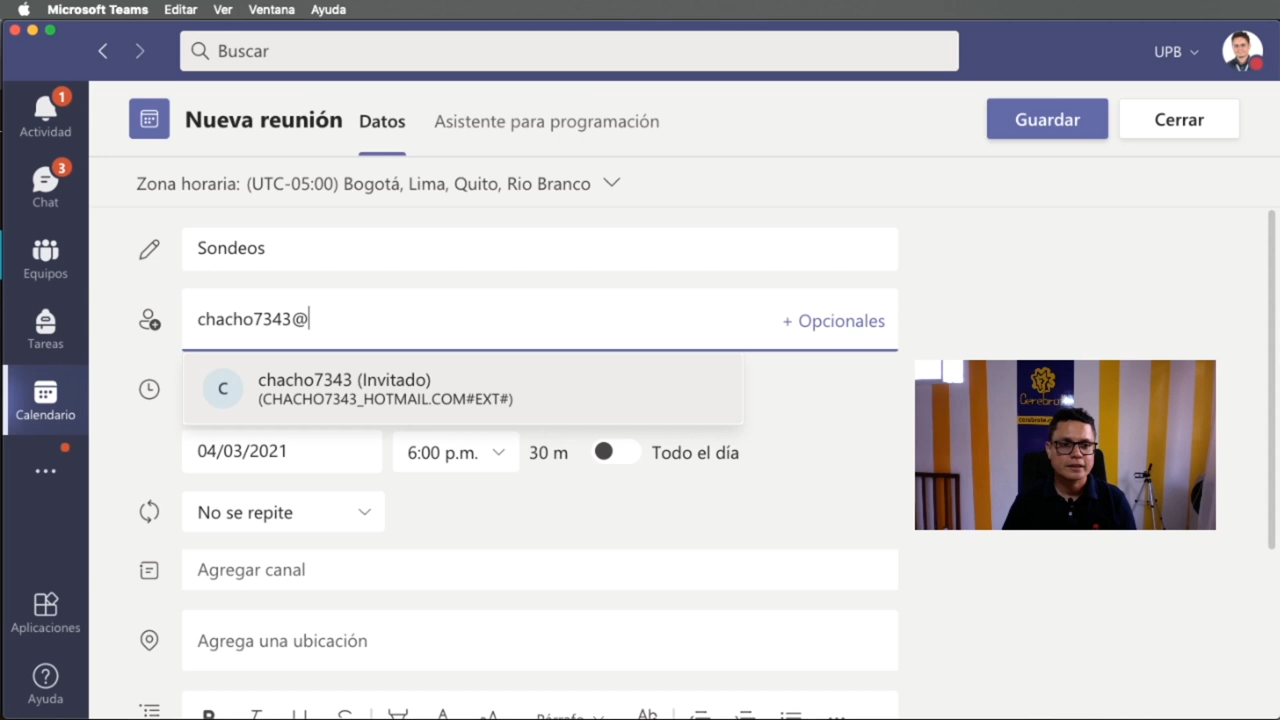 Microsoft Teams Editar Ver Ventana Ayuda
Buscar
UPB
1
Actividad
Nueva reunión Datos Asistente para programación
Guardar Cerrar
3
Chat
Zona horaria: (UTC-05:00) Bogotá, Lima, Quito, Rio Branco
Equipos
Sondeos
Tareas
chacho7343@
+ Opcionales
C
chacho7343 (Invitado)
(CHACHO7343_HOTMAIL.COM#EXT#)
Calendario
04/03/2021 6:00 p.m. 30 m Todo el día
No se repite
Agregar canal
Aplicaciones
Agrega una ubicación
Ayuda